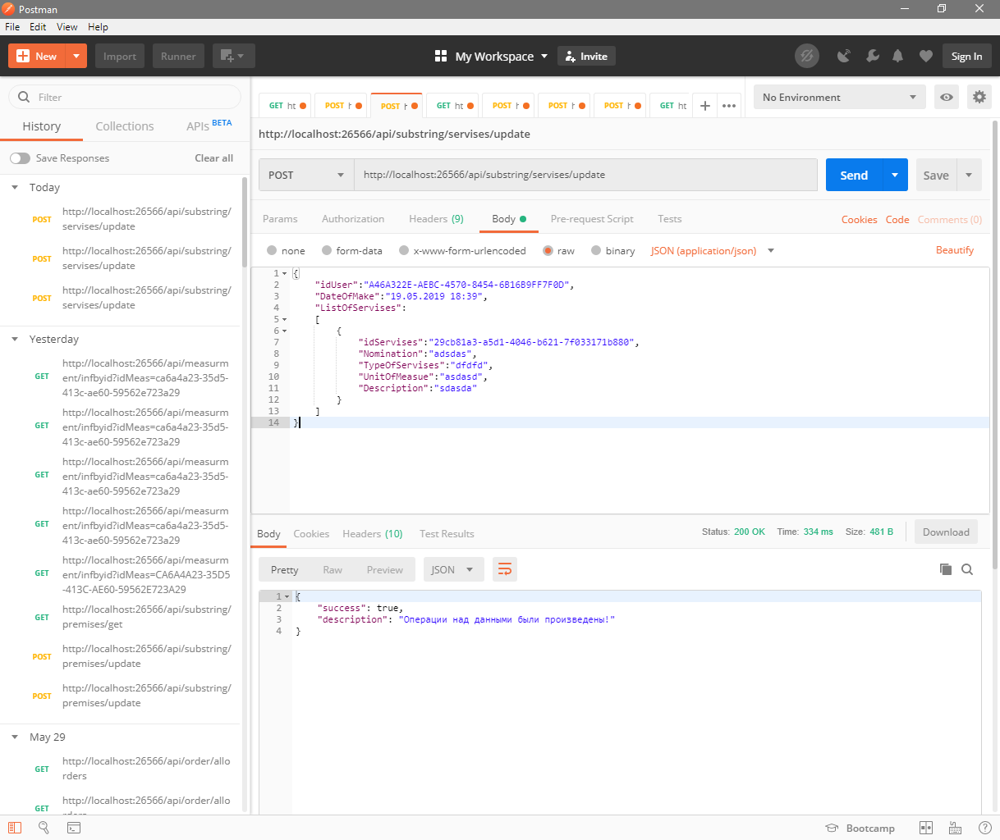 Postman
File Edit View Help
New
Import
Runner
My Workspace
Invite
Sign In
Filter
History
Collections
APIs BETA
Save Responses
Clear all
Today
POST
http://localhost:26566/api/substring/
servises/update
POST
http://localhost:26566/api/substring/
servises/update
POST
http://localhost:26566/api/substring/
servises/update
Yesterday
GET
http://localhost:26566/api/measurm
ent/infbyid?idMeas=ca6a4a23-35d5-
413c-ae60-59562e723a29
GET
http://localhost:26566/api/measurm
ent/infbyid?idMeas=ca6a4a23-35d5-
413c-ae60-59562e723a29
GET
http://localhost:26566/api/measurm
ent/infbyid?idMeas=ca6a4a23-35d5-
413c-ae60-59562e723a29
GET
http://localhost:26566/api/measurm
ent/infbyid?idMeas=ca6a4a23-35d5-
413c-ae60-59562e723a29
GET
http://localhost:26566/api/measurm
ent/infbyid?idMeas=CA6A4A23-35D5
-413C-AE60-59562E723A29
GET
http://localhost:26566/api/substring/
premises/get
POST
http://localhost:26566/api/substring/
premises/update
POST
http://localhost:26566/api/substring/
premises/update
May 29
GET
http://localhost:26566/api/order/allo
rders
GET
http://localhost:26566/api/order/allo
GET ht
POST
POST
GET ht
POST
POST
POST
GET ht
No Environment
http://localhost:26566/api/substring/servises/update
POST
http://localhost:26566/api/substring/servises/update
Send
Save
Params
Authorization
Headers (9)
Body
Pre-request Script
Tests
Cookies
Code
Comments (0)
none
form-data
x-www-form-urlencoded
raw
binary
JSON (application/json)
Beautify
1 {
2 "idUser":"A46A322E-AEBC-4570-8454-6B16B9FF7F0D",
3 "DateOfMake":"19.05.2019 18:39",
4 "ListOfServises":
5 [
6 {
7 "idServises":"29cb81a3-a5d1-4046-b621-7f033171b880",
8 "Nomination":"adsdas",
9 "TypeOfServises":"dfdfd",
10 "UnitOfMeasue":"asdasd",
11 "Description":"sdasda"
12 }
13 ]
14 }
Body
Cookies
Headers (10)
Test Results
Status: 200 OK
Time: 334 ms
Size: 481 B
Download
Pretty
Raw
Preview
JSON
1 {
2 "success": true,
3 "description": "Операции над данными были произведены!"
4 }
Bootcamp